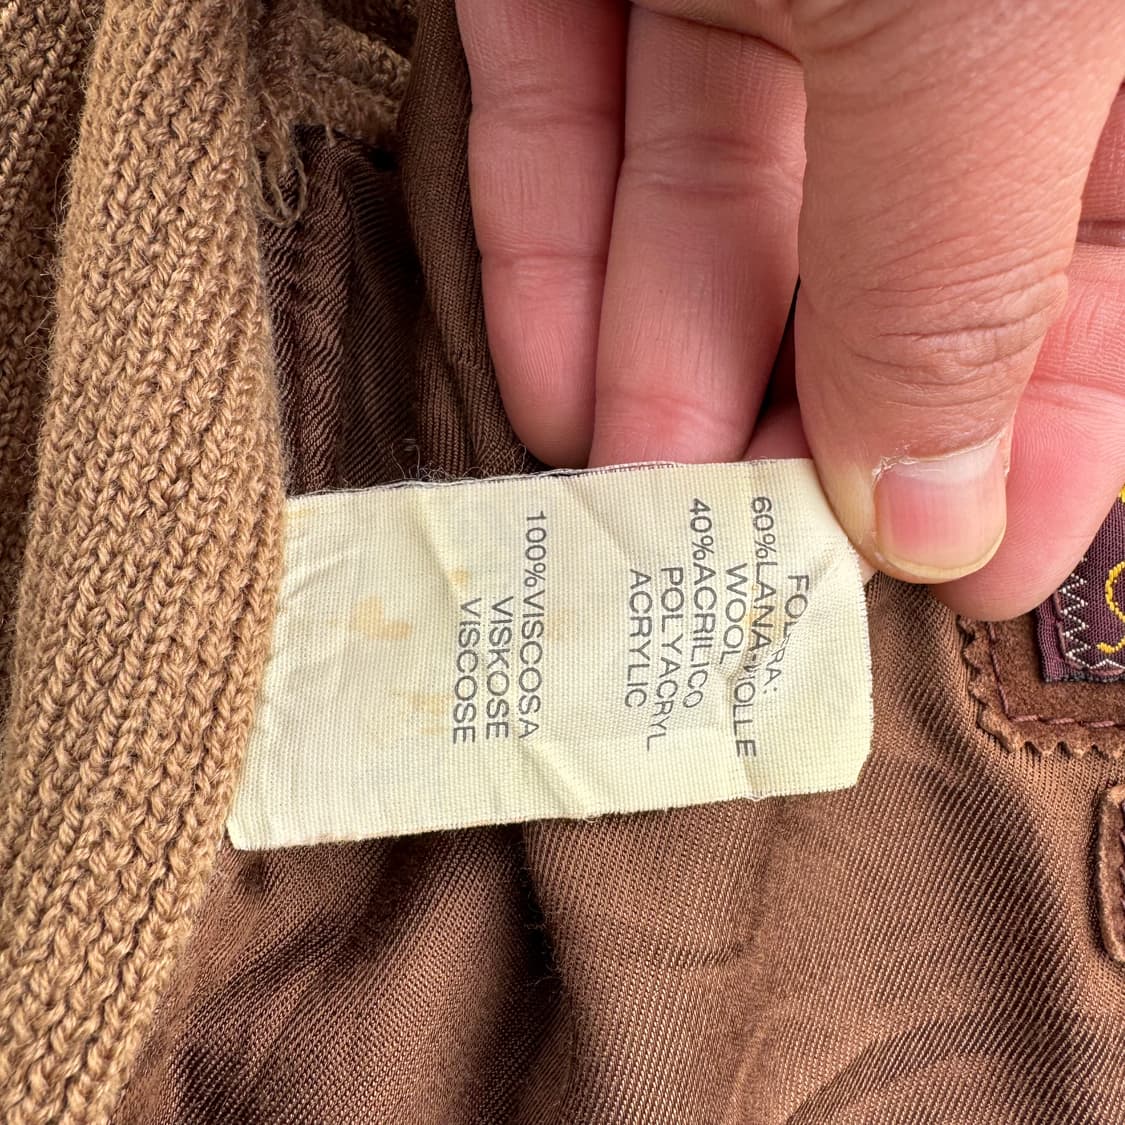 60%LANA-WOLLE
WOOL
40%ACRILICO
POLYACRYL
ACRYLIC
100%VISCOSA
VISKOSE
VISCOSE